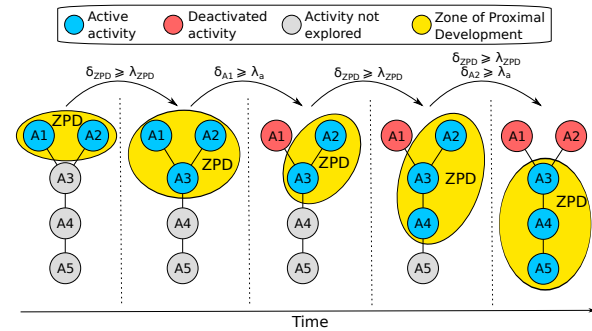 Active
activity
Deactivated
activity
Activity not
explored
Zone of Proximal
Development
δZPD ⩾ λZPD
δA1 ⩾ λa
δZPD ⩾ λZPD
δZPD ⩾ λZPD
δA2 ⩾ λa
ZPD
A1 A2
A3
A4
A5
A1 A2
ZPD
A3
A4
A5
A1 A2
ZPD
A3
A4
A5
A1 A2
A3 ZPD
A4
A5
A1 A2
A3
ZPD
A4
A5
Time